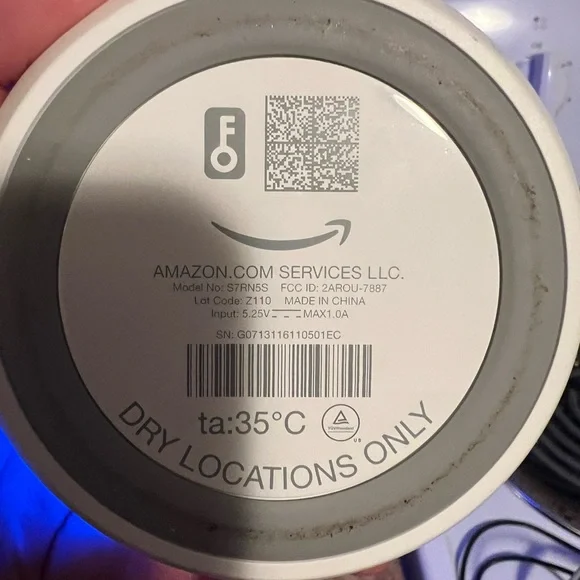 AMAZON.COM SERVICES LLC.
Model No: S7RN5S FCC ID: 2AROU-7887
Lot Code: Z110 MADE IN CHINA
Input: 5.25V⎓MAX1.0A
SN: G0713116110501EC
ta:35°C
US
DRY LOCATIONS ONLY